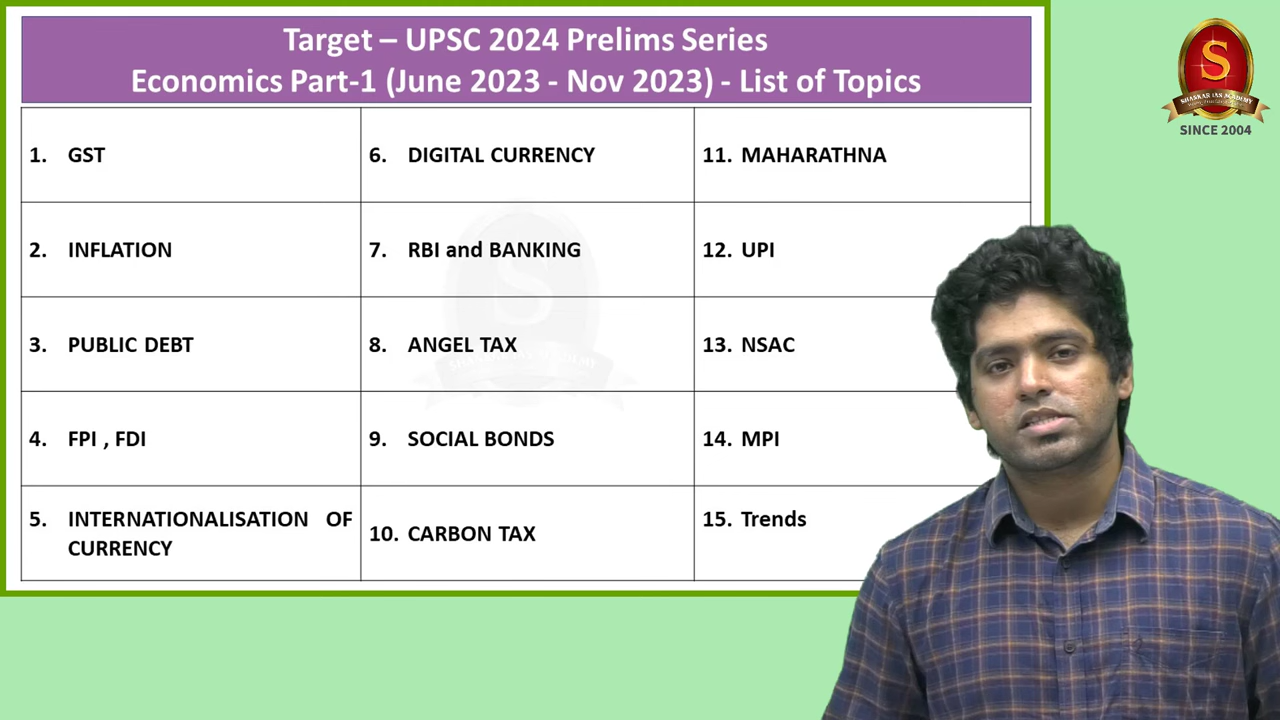 Target – UPSC 2024 Prelims Series
Economics Part-1 (June 2023 - Nov 2023) - List of Topics
1. GST
6. DIGITAL CURRENCY
11. MAHARATHNA
2. INFLATION
7. RBI and BANKING
12. UPI
3. PUBLIC DEBT
8. ANGEL TAX
13. NSAC
4. FPI , FDI
9. SOCIAL BONDS
14. MPI
5. INTERNATIONALISATION OF
CURRENCY
10. CARBON TAX
15. Trends
S
SHANKAR IAS ACADEMY
SINCE 2004